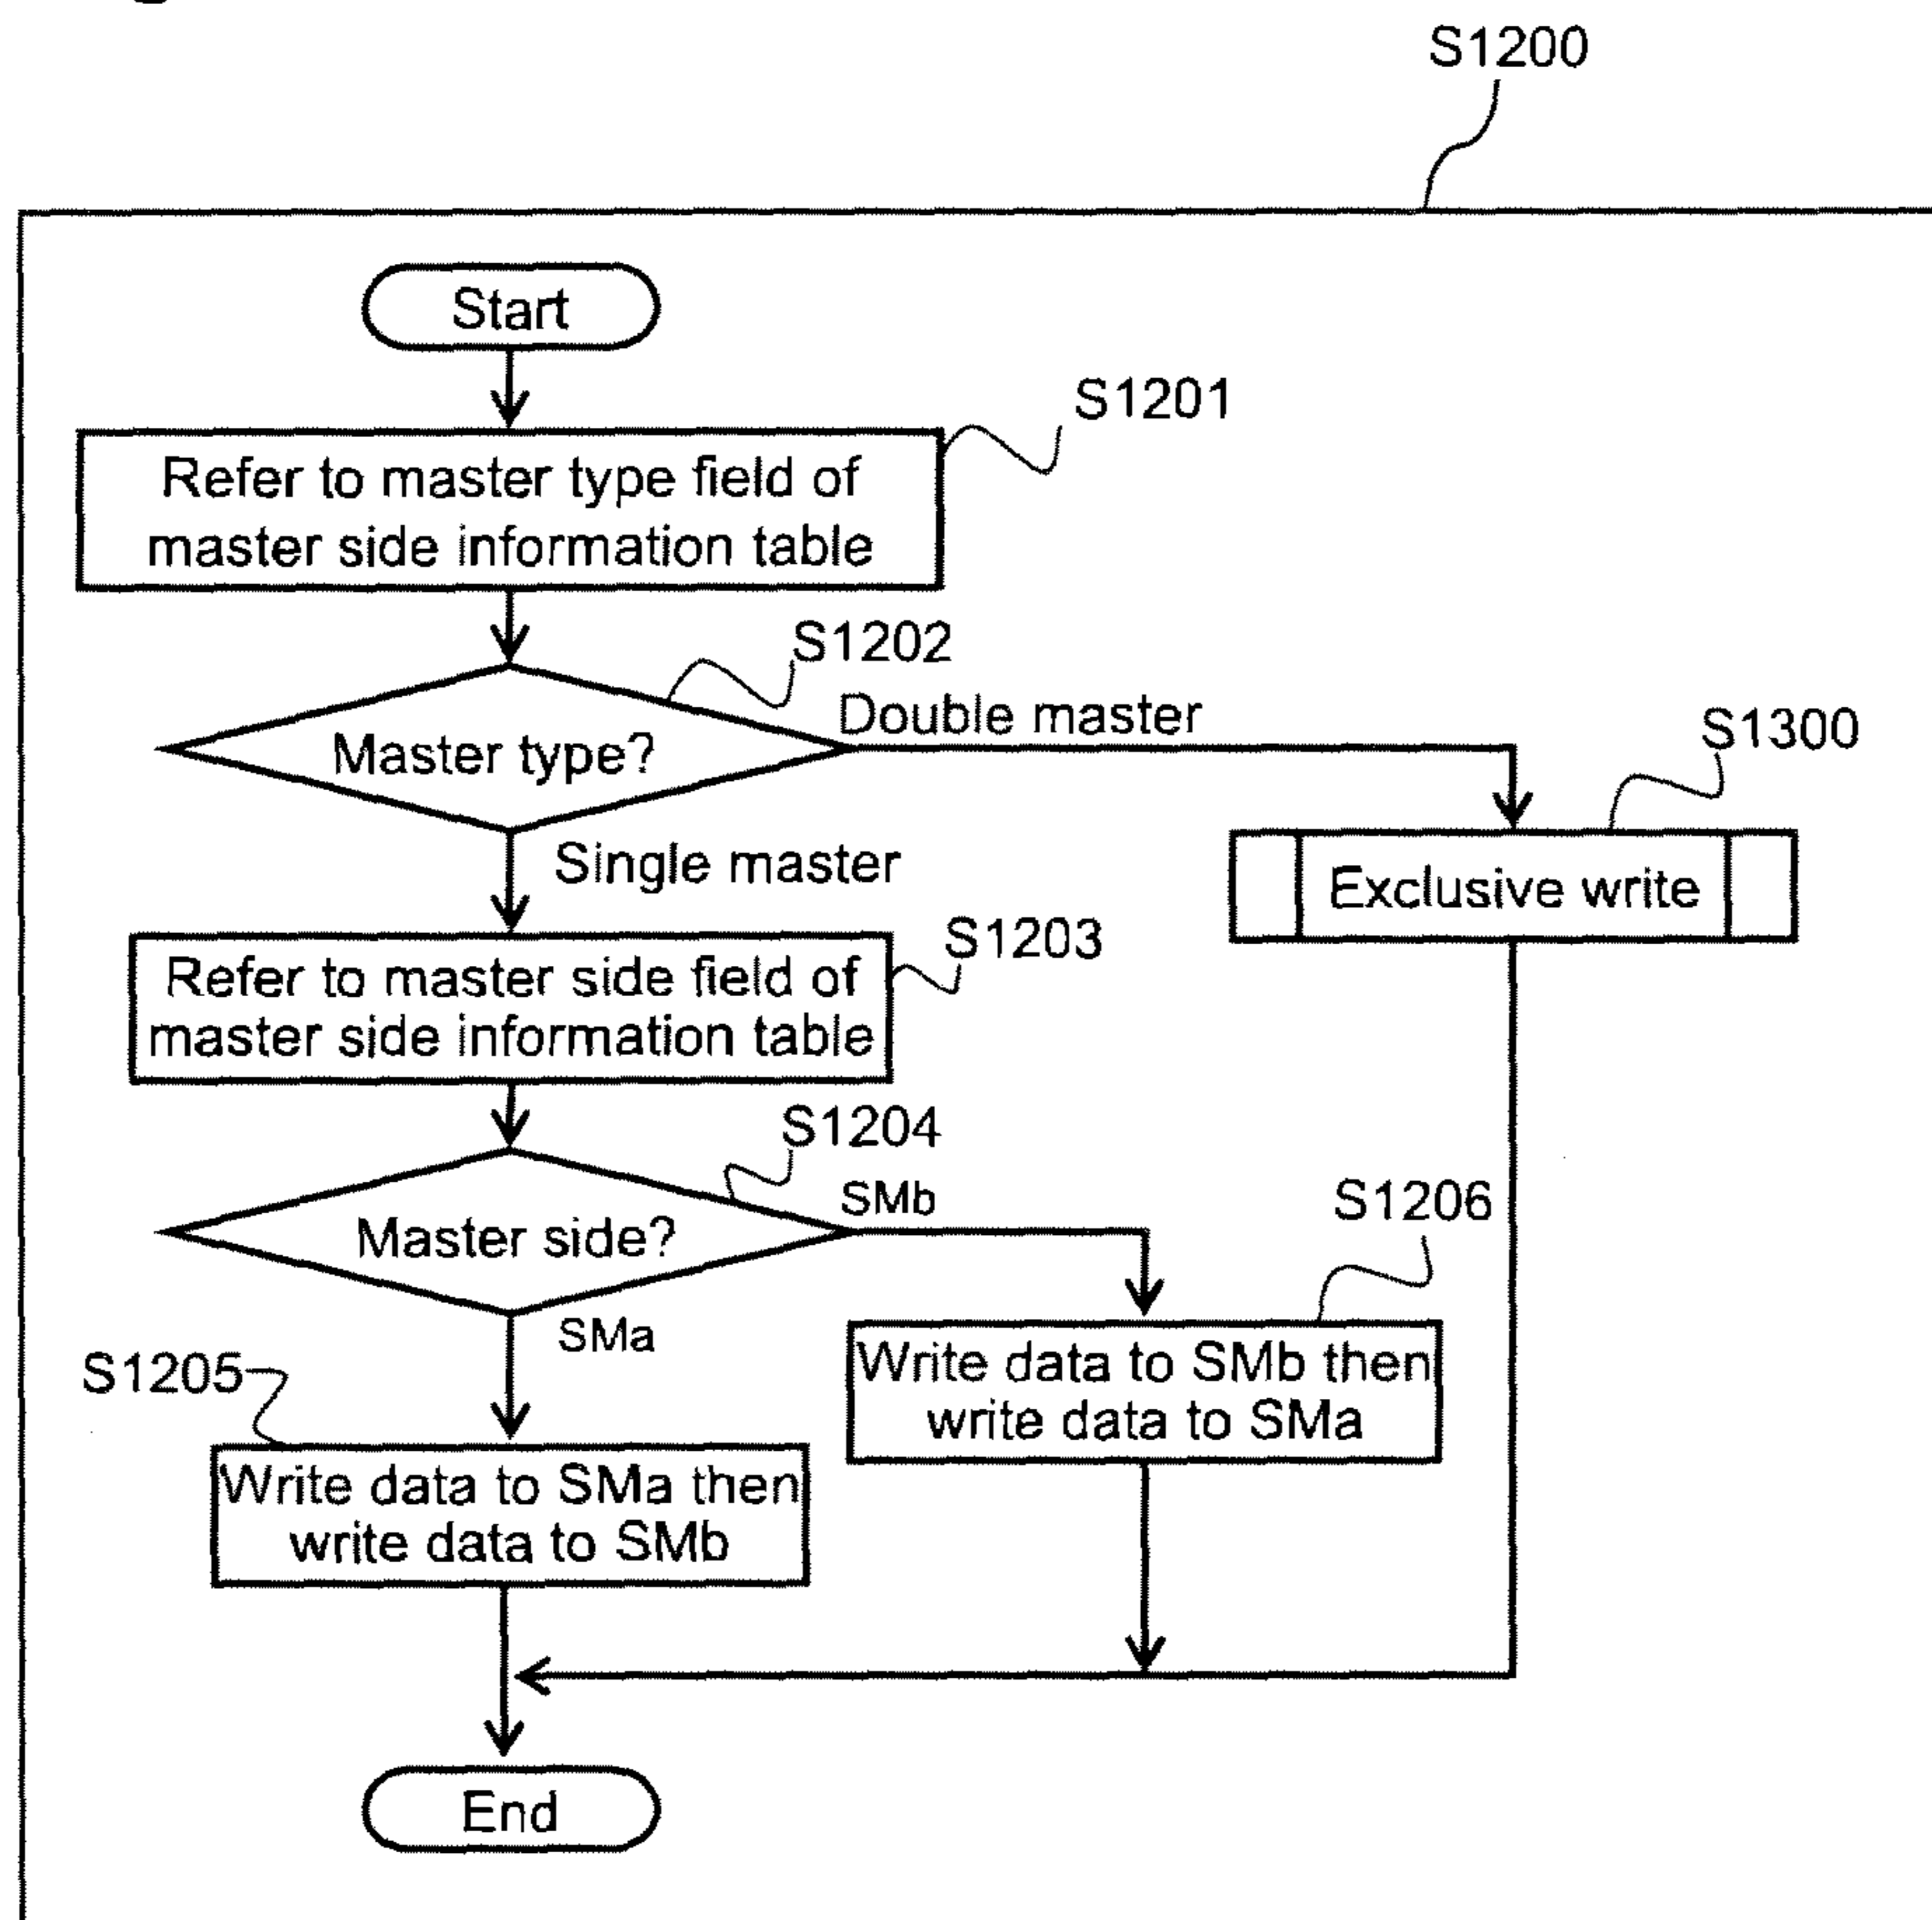 S1200
Start
S1201
Refer to master type field of
master side information table
S1202
Double master
S1300
Master type?
Single master
Exclusive write
S1203
Refer to master side field of
master side information table
S1204
SMb
S1206
Master side?
SMa
S1205
Write data to SMb then
write data to SMa
Write data to SMa then
write data to SMb
End